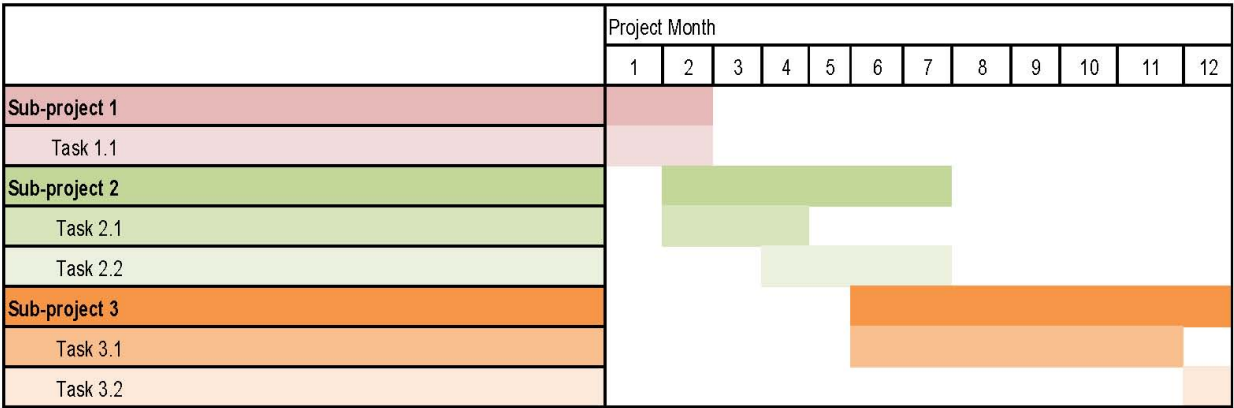 Project Month
1 2 3 4 5 6 7 8 9 10 11 12
Sub-project 1
Task 1.1
Sub-project 2
Task 2.1
Task 2.2
Sub-project 3
Task 3.1
Task 3.2